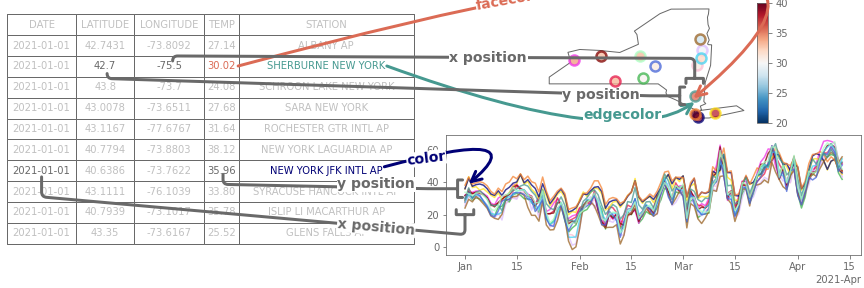 DATE LATITUDE LONGITUDE TEMP STATION
2021-01-01 42.7431 -73.8092 27.14 ALBANY AP
2021-01-01 42.7 -75.5 30.02 SHERBURNE NEW YORK
2021-01-01 43.8 -73.7 24.08 SCHROON LAKE NEW YORK
2021-01-01 43.0078 -73.6511 27.68 SARA NEW YORK
2021-01-01 43.1167 -77.6767 31.64 ROCHESTER GTR INTL AP
2021-01-01 40.7794 -73.8803 38.12 NEW YORK LAGUARDIA AP
2021-01-01 40.6386 -73.7622 35.96 NEW YORK JFK INTL AP
2021-01-01 43.1111 -76.1039 33.80 SYRACUSE HANCOCK INTL AP
2021-01-01 40.7939 ISLIP LI MACARTHUR AP
2021-01-01 43.35 -73.6167 25.52 GLENS FALLS AP
x position
y position
edgecolor
40
35
30
25
20
color
y position
x position
60
40
20
0
Jan 15 Feb 15 Mar 15 Apr 15
2021-Apr